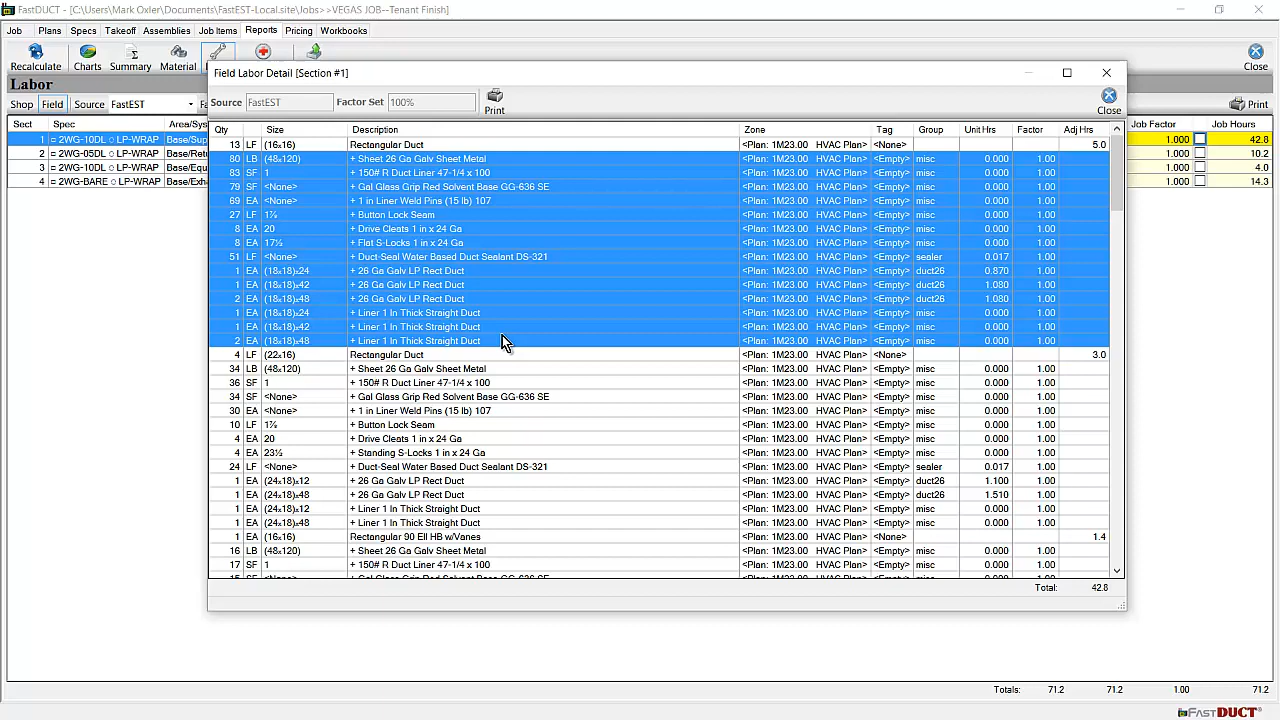 FastDUCT - [C:\Users\Mark Oxler\Documents\FastEST-Local.site\Jobs>>VEGAS JOB--Tenant Finish]
Job Plans Specs Takeoff Assemblies Job Items Reports Pricing Workbooks
Recalculate Charts Summary Material Close
Labor
Shop Field Source FastEST Print
Sect Spec Area/Sy Job Factor Job Hours
1 = 2WG-10DL ○ LP-WRAP Base/Sup 1.000 42.8
2 = 2WG-05DL ○ LP-WRAP Base/Retu 1.000 10.2
3 = 2WG-10DL ○ LP-WRAP Base/Equ 1.000 4.0
4 = 2WG-BARE ○ LP-WRAP Base/Exh 1.000 14.3
Field Labor Detail [Section #1]
Source FastEST Factor Set 100% Print Close
Qty Size Description Zone Tag Group Unit Hrs Factor Adj Hrs
13 LF (16x16) Rectangular Duct <Plan: 1M23.00 HVAC Plan> <None> 5.0
80 LB (48x120) + Sheet 26 Ga Galv Sheet Metal <Plan: 1M23.00 HVAC Plan> <Empty> misc 0.000 1.00
83 SF 1 + 150# R Duct Liner 47-1/4 x 100 <Plan: 1M23.00 HVAC Plan> <Empty> misc 0.000 1.00
79 SF <None> + Gal Glass Grip Red Solvent Base GG-636 SE <Plan: 1M23.00 HVAC Plan> <Empty> misc 0.000 1.00
69 EA <None> + 1 in Liner Weld Pins (15 lb) 107 <Plan: 1M23.00 HVAC Plan> <Empty> misc 0.000 1.00
27 LF 1⅞ + Button Lock Seam <Plan: 1M23.00 HVAC Plan> <Empty> misc 0.000 1.00
8 EA 20 + Drive Cleats 1 in x 24 Ga <Plan: 1M23.00 HVAC Plan> <Empty> misc 0.000 1.00
8 EA 17½ + Flat S-Locks 1 in x 24 Ga <Plan: 1M23.00 HVAC Plan> <Empty> misc 0.000 1.00
51 LF <None> + Duct-Seal Water Based Duct Sealant DS-321 <Plan: 1M23.00 HVAC Plan> <Empty> sealer 0.017 1.00
1 EA (18x18)x24 + 26 Ga Galv LP Rect Duct <Plan: 1M23.00 HVAC Plan> <Empty> duct26 0.870 1.00
1 EA (18x18)x42 + 26 Ga Galv LP Rect Duct <Plan: 1M23.00 HVAC Plan> <Empty> duct26 1.080 1.00
2 EA (18x18)x48 + 26 Ga Galv LP Rect Duct <Plan: 1M23.00 HVAC Plan> <Empty> duct26 1.080 1.00
1 EA (18x18)x24 + Liner 1 In Thick Straight Duct <Plan: 1M23.00 HVAC Plan> <Empty> misc 0.000 1.00
1 EA (18x18)x42 + Liner 1 In Thick Straight Duct <Plan: 1M23.00 HVAC Plan> <Empty> misc 0.000 1.00
2 EA (18x18)x48 + Liner 1 In Thick Straight Duct <Plan: 1M23.00 HVAC Plan> <Empty> misc 0.000 1.00
4 LF (22x16) Rectangular Duct <Plan: 1M23.00 HVAC Plan> <None> 3.0
34 LB (48x120) + Sheet 26 Ga Galv Sheet Metal <Plan: 1M23.00 HVAC Plan> <Empty> misc 0.000 1.00
36 SF 1 + 150# R Duct Liner 47-1/4 x 100 <Plan: 1M23.00 HVAC Plan> <Empty> misc 0.000 1.00
34 SF <None> + Gal Glass Grip Red Solvent Base GG-636 SE <Plan: 1M23.00 HVAC Plan> <Empty> misc 0.000 1.00
30 EA <None> + 1 in Liner Weld Pins (15 lb) 107 <Plan: 1M23.00 HVAC Plan> <Empty> misc 0.000 1.00
10 LF 1⅞ + Button Lock Seam <Plan: 1M23.00 HVAC Plan> <Empty> misc 0.000 1.00
4 EA 20 + Drive Cleats 1 in x 24 Ga <Plan: 1M23.00 HVAC Plan> <Empty> misc 0.000 1.00
4 EA 23½ + Standing S-Locks 1 in x 24 Ga <Plan: 1M23.00 HVAC Plan> <Empty> misc 0.000 1.00
24 LF <None> + Duct-Seal Water Based Duct Sealant DS-321 <Plan: 1M23.00 HVAC Plan> <Empty> sealer 0.017 1.00
1 EA (24x18)x12 + 26 Ga Galv LP Rect Duct <Plan: 1M23.00 HVAC Plan> <Empty> duct26 1.100 1.00
1 EA (24x18)x48 + 26 Ga Galv LP Rect Duct <Plan: 1M23.00 HVAC Plan> <Empty> duct26 1.510 1.00
1 EA (24x18)x12 + Liner 1 In Thick Straight Duct <Plan: 1M23.00 HVAC Plan> <Empty> misc 0.000 1.00
1 EA (24x18)x48 + Liner 1 In Thick Straight Duct <Plan: 1M23.00 HVAC Plan> <Empty> misc 0.000 1.00
1 EA (16x16) Rectangular 90 Ell HB w/Vanes <Plan: 1M23.00 HVAC Plan> <None> 1.4
16 LB (48x120) + Sheet 26 Ga Galv Sheet Metal <Plan: 1M23.00 HVAC Plan> <Empty> misc 0.000 1.00
17 SF 1 + 150# R Duct Liner 47-1/4 x 100 <Plan: 1M23.00 HVAC Plan> <Empty> misc 0.000 1.00
Total: 42.8
Totals: 71.2 71.2 1.00 71.2
FastDUCT